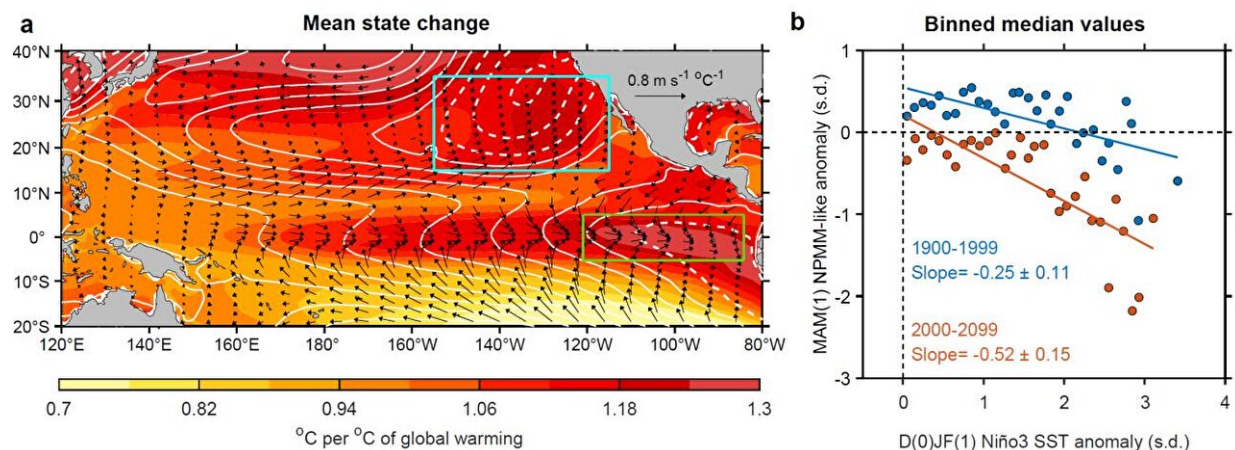 a
Mean state change
40°N
30°N
20°N
10°N
0°
10°S
20°S
0.8 m s⁻¹ °C⁻¹
120°E
140°E
160°E
180°
160°W
140°W
120°W
100°W
80°W
0.7
0.82
0.94
1.06
1.18
1.3
°C per °C of global warming
b
Binned median values
MAM(1) NPMM-like anomaly (s.d.)
1
0
-1
-2
-3
1900-1999
Slope= -0.25 ± 0.11
2000-2099
Slope= -0.52 ± 0.15
0
1
2
3
4
D(0)JF(1) Niño3 SST anomaly (s.d.)